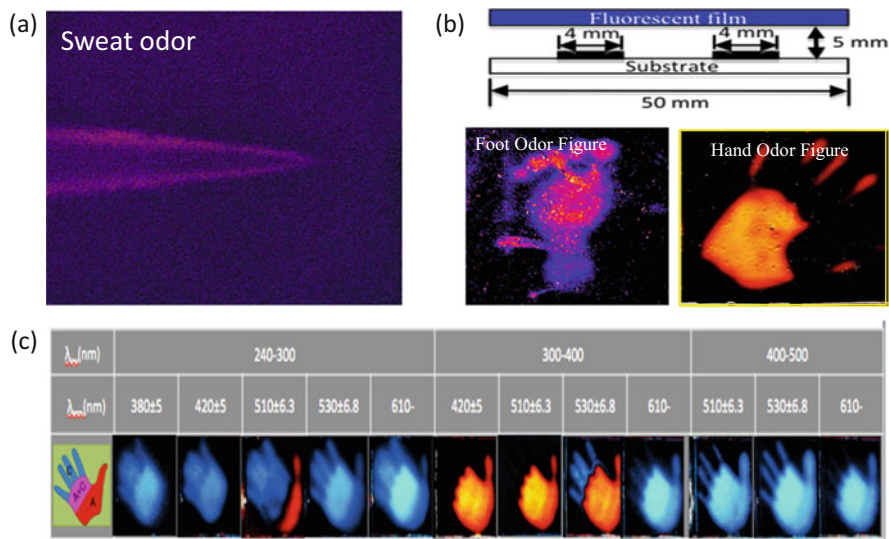 (a)
Sweat odor
(b)
Fluorescent film
4 mm
4 mm
5 mm
Substrate
50 mm
Foot Odor Figure
Hand Odor Figure
(c)
λex(nm) 240-300 300-400 400-500
λem(nm) 380±5 420±5 510±6.3 530±6.8 610- 420±5 510±6.3 530±6.8 610- 510±6.3 530±6.8 610-
C
A+C
A